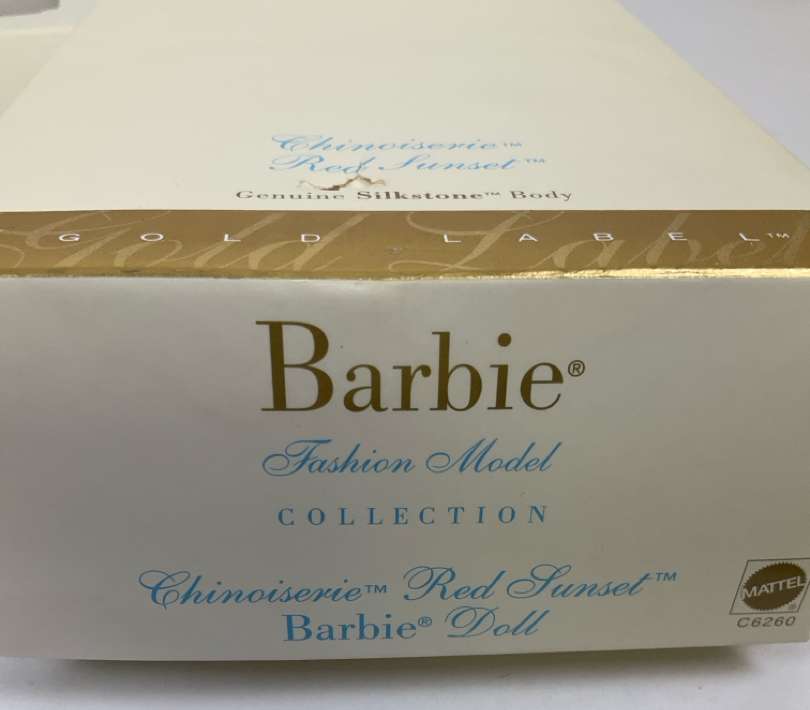 Chinoiserie™
Red Sunset™
Genuine Silkstone™ Body
GOLD LABEL™
Gold Label
Barbie®
Fashion Model
COLLECTION
Chinoiserie™ Red Sunset™
Barbie® Doll
MATTEL®
C6260